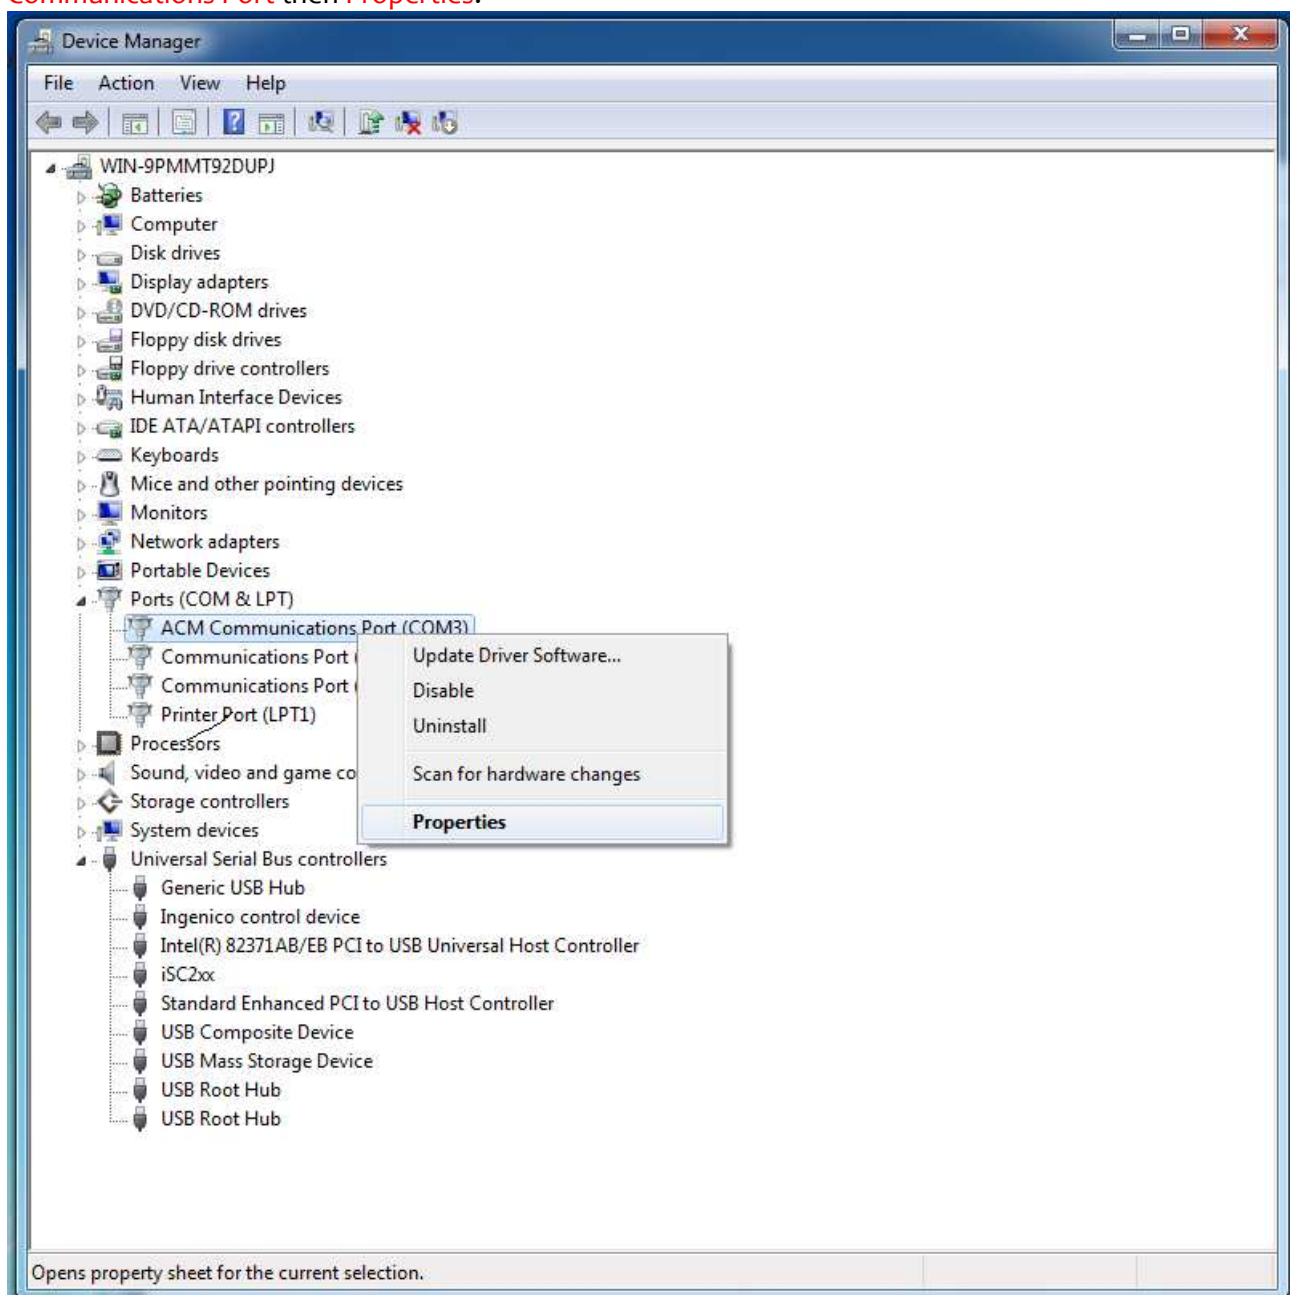 Communications Port then Properties.
Device Manager
File Action View Help
WIN-9PMMT92DUPJ
Batteries
Computer
Disk drives
Display adapters
DVD/CD-ROM drives
Floppy disk drives
Floppy drive controllers
Human Interface Devices
IDE ATA/ATAPI controllers
Keyboards
Mice and other pointing devices
Monitors
Network adapters
Portable Devices
Ports (COM & LPT)
ACM Communications Port (COM3)
Communications Port (
Communications Port (
Printer Port (LPT1)
Processors
Sound, video and game co
Storage controllers
System devices
Universal Serial Bus controllers
Generic USB Hub
Ingenico control device
Intel(R) 82371AB/EB PCI to USB Universal Host Controller
iSC2xx
Standard Enhanced PCI to USB Host Controller
USB Composite Device
USB Mass Storage Device
USB Root Hub
USB Root Hub
Update Driver Software...
Disable
Uninstall
Scan for hardware changes
Properties
Opens property sheet for the current selection.